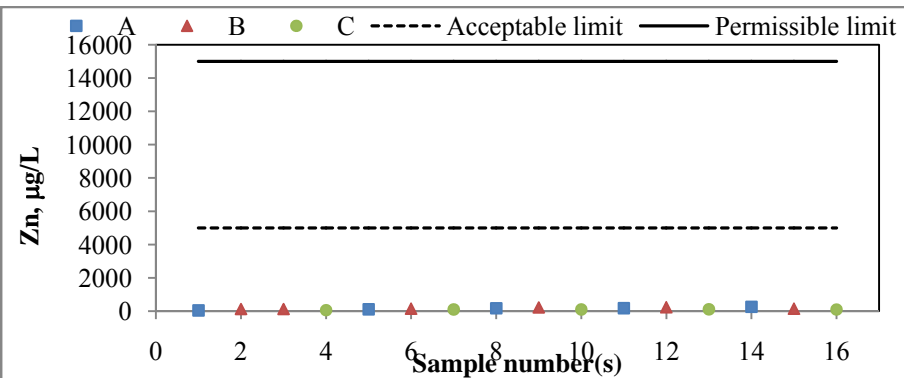 A B C Acceptable limit Permissible limit
16000
14000
12000
10000
8000
6000
4000
2000
0
Zn, µg/L
0 2 4 6 8 10 12 14 16
Sample number(s)